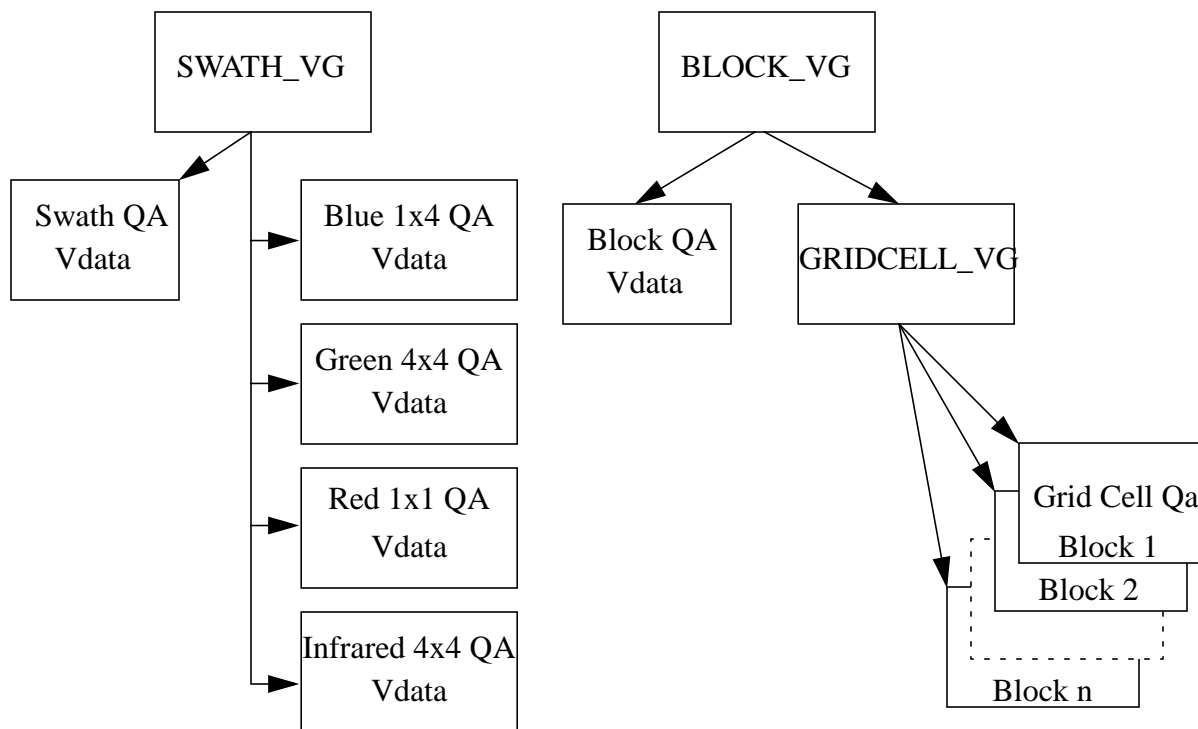 SWATH_VG
Swath QA
Vdata
Blue 1x4 QA
Vdata
Green 4x4 QA
Vdata
Red 1x1 QA
Vdata
Infrared 4x4 QA
Vdata
BLOCK_VG
Block QA
Vdata
GRIDCELL_VG
Grid Cell Qa
Block 1
Block 2
Block n